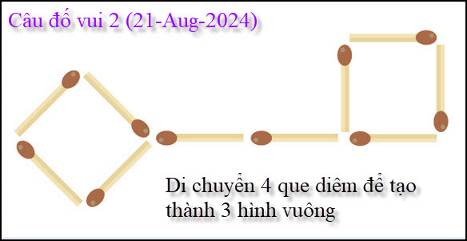 Câu đố vui 2 (21-Aug-2024)
Di chuyển 4 que diêm để tạo
thành 3 hình vuông